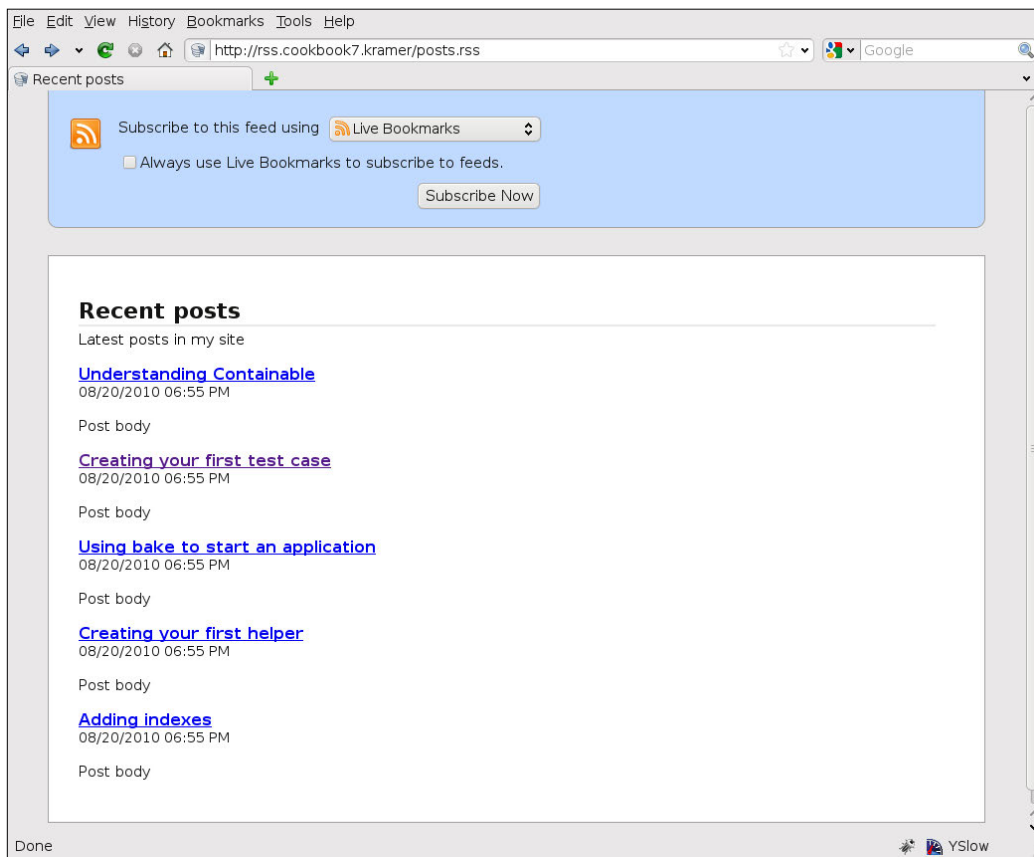 File Edit View History Bookmarks Tools Help
http://rss.cookbook7.kramer/posts.rss
Google
Recent posts
Subscribe to this feed using Live Bookmarks
Always use Live Bookmarks to subscribe to feeds.
Subscribe Now
Recent posts
Latest posts in my site
Understanding Containable
08/20/2010 06:55 PM
Post body
Creating your first test case
08/20/2010 06:55 PM
Post body
Using bake to start an application
08/20/2010 06:55 PM
Post body
Creating your first helper
08/20/2010 06:55 PM
Post body
Adding indexes
08/20/2010 06:55 PM
Post body
Done
YSlow